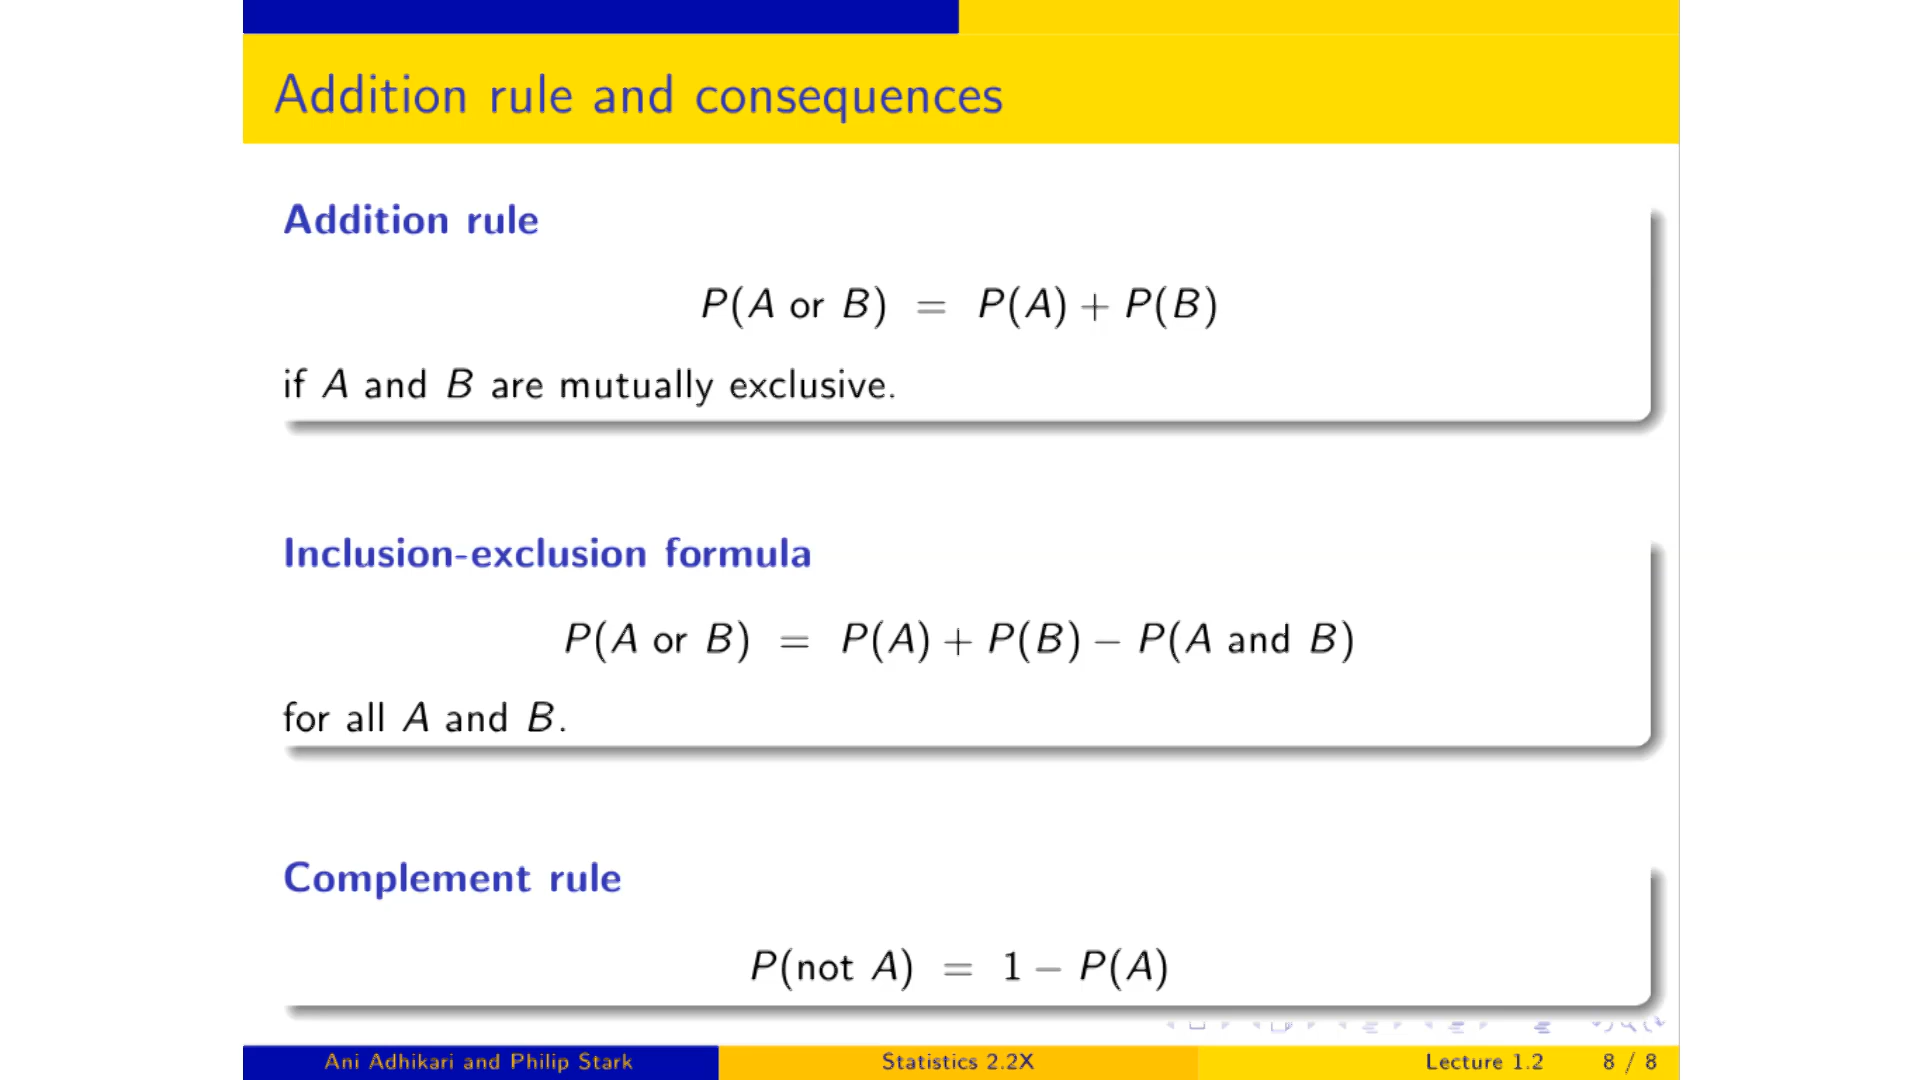 Addition rule and consequences
Addition rule
P(A or B) = P(A) + P(B)
if A and B are mutually exclusive.
Inclusion-exclusion formula
P(A or B) = P(A) + P(B) − P(A and B)
for all A and B.
Complement rule
P(not A) = 1 − P(A)
Ani Adhikari and Philip Stark Statistics 2.2X Lecture 1.2 8 / 8